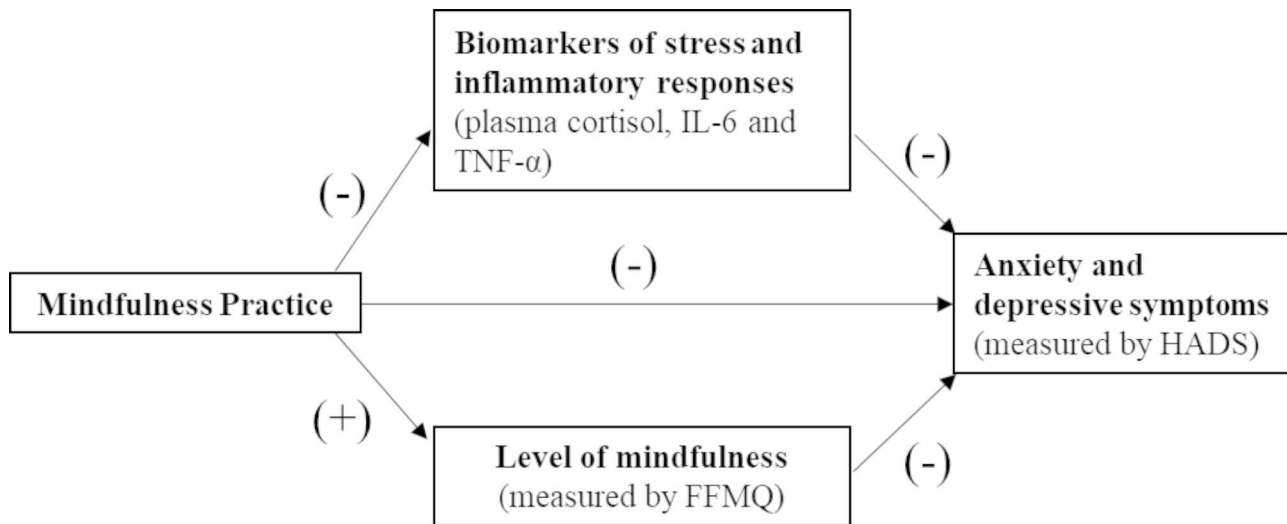 Biomarkers of stress and
inflammatory responses
(plasma cortisol, IL-6 and
TNF-α)
(-)
(-)
(-)
Mindfulness Practice
Anxiety and
depressive symptoms
(measured by HADS)
(+)
Level of mindfulness
(measured by FFMQ)
(-)